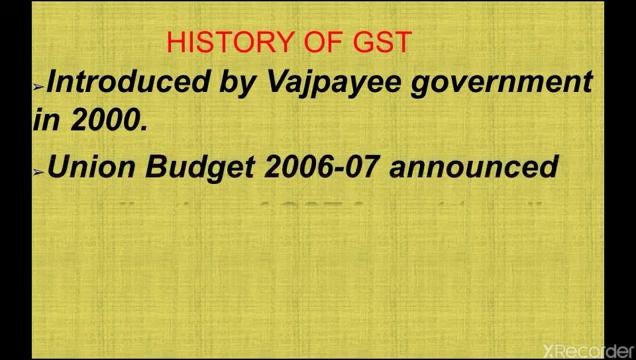 HISTORY OF GST
➢Introduced by Vajpayee government
in 2000.
➢Union Budget 2006-07 announced
XRecorder